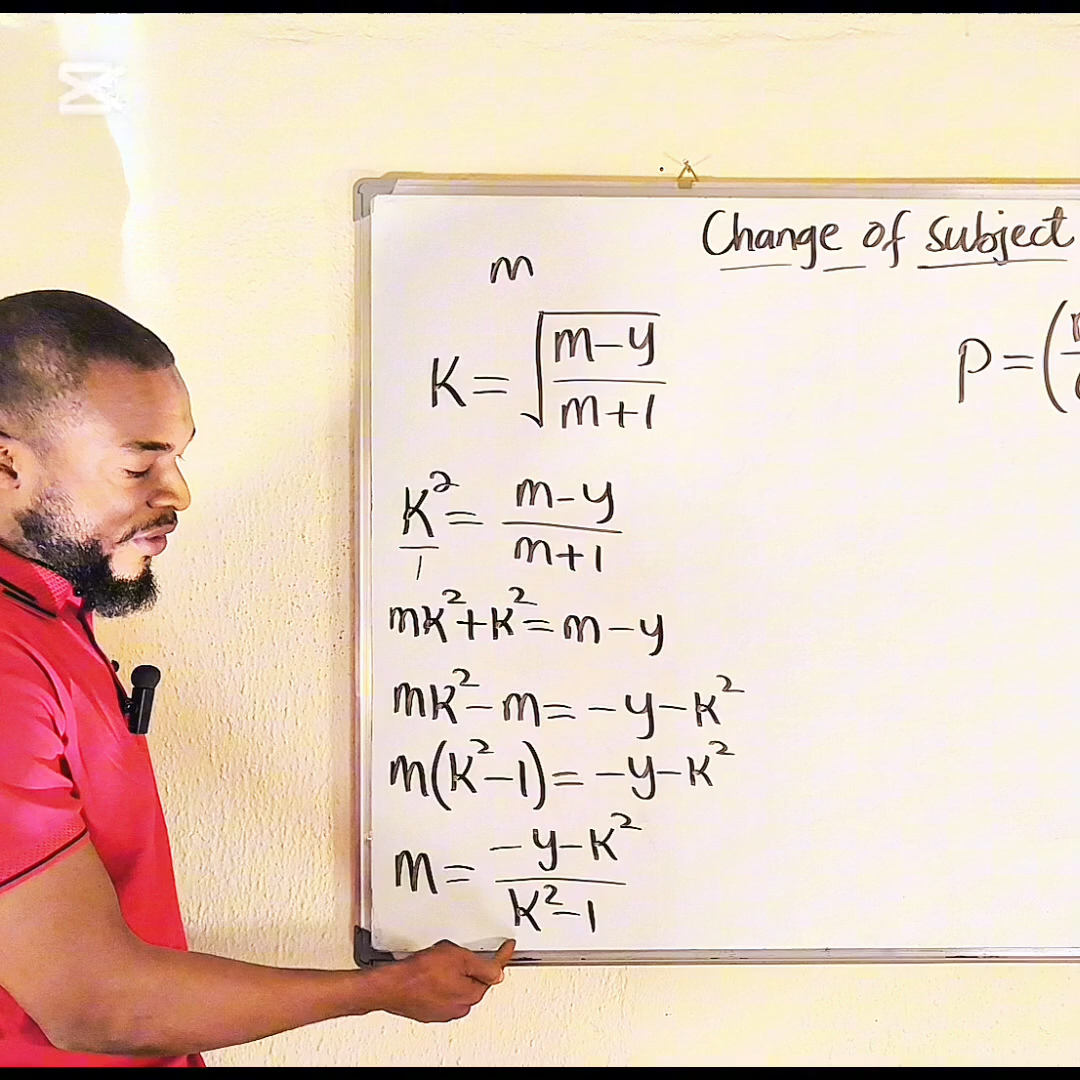 Change of subject
m
K = √((m-y)/(m+1))
P = (
K²/1 = (m-y)/(m+1)
mk²+k² = m-y
mk²-m = -y-k²
m(k²-1) = -y-k²
m = (-y-k²)/(k²-1)